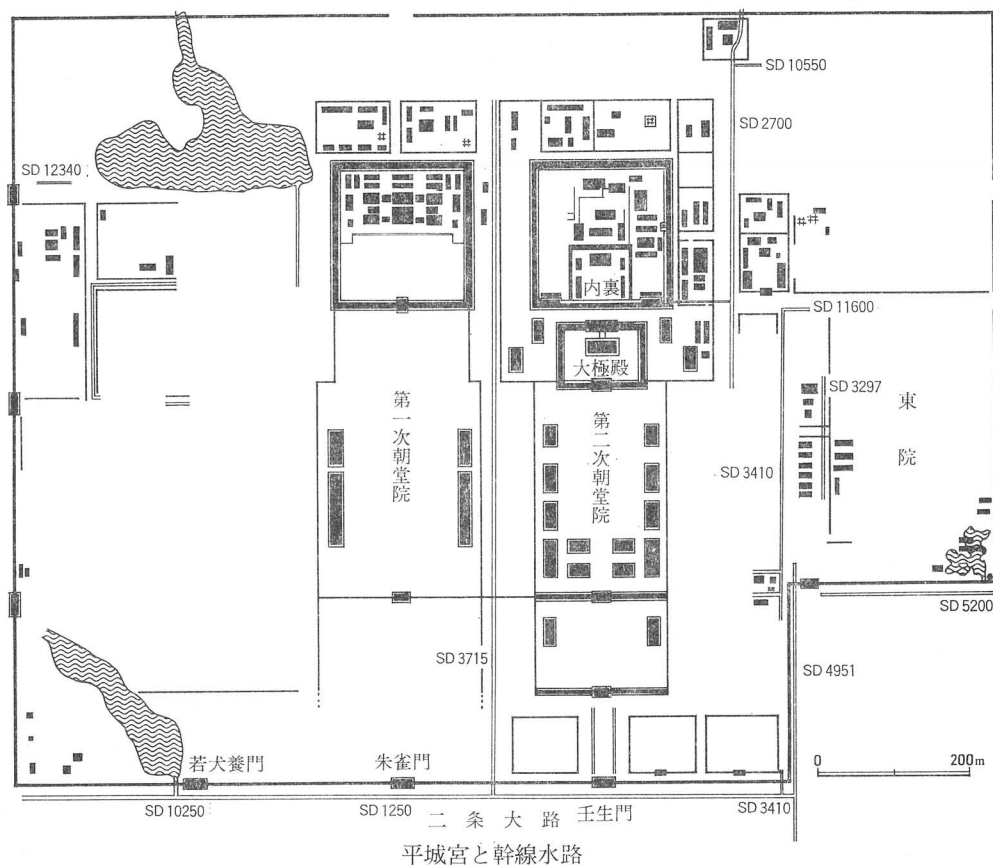 SD 10550
SD 2700
SD 12340
内裏
SD 11600
大極殿
SD 3297
第一次朝堂院
第二次朝堂院
東院
SD 3410
SD 5200
SD 3715
SD 4951
若犬養門
朱雀門
0 200m
SD 10250
SD 1250
二条大路
壬生門
SD 3410
平城宮と幹線水路